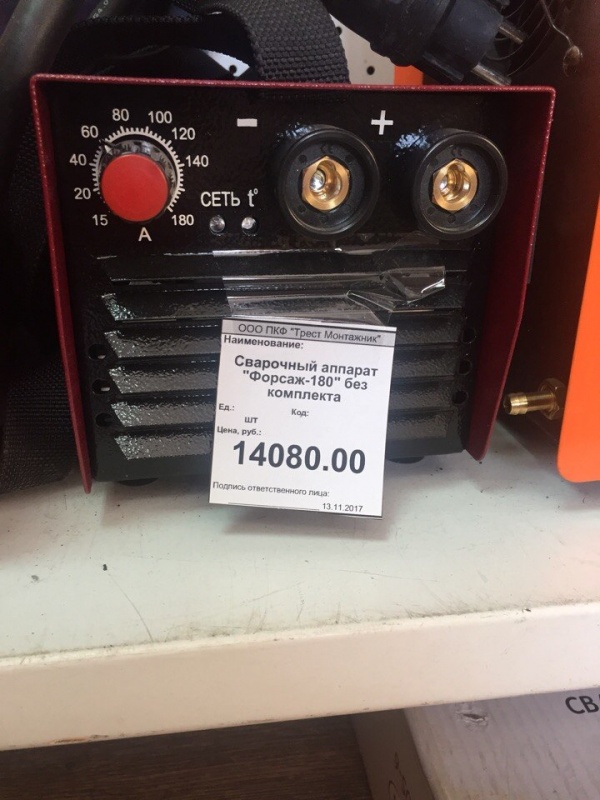 80 100
60 120
40 140
20
15 180
А
СЕТЬ t°
− +
ООО ПКФ "Трест Монтажник"
Наименование:
Сварочный аппарат
"Форсаж-180" без
комплекта
Ед.: Код:
шт
Цена, руб.:
14080.00
Подпись ответственного лица:
13.11.2017
СВ